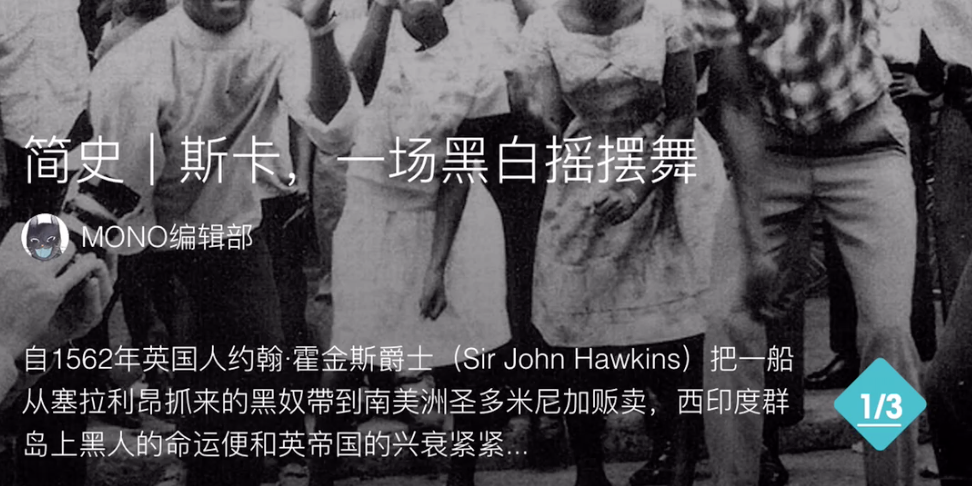 简史｜斯卡，一场黑白摇摆舞
MONO编辑部
自1562年英国人约翰·霍金斯爵士（Sir John Hawkins）把一船
从塞拉利昂抓来的黑奴带到南美洲圣多米尼加贩卖，西印度群
岛上黑人的命运便和英帝国的兴衰紧紧...
1/3